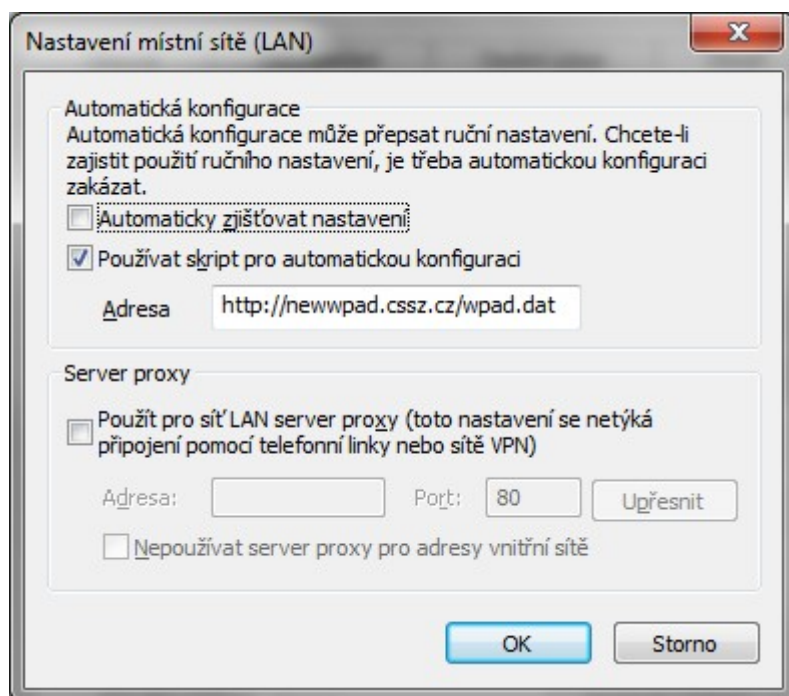 Nastavení místní sítě (LAN)
Automatická konfigurace
Automatická konfigurace může přepsat ruční nastavení. Chcete-li
zajistit použití ručního nastavení, je třeba automatickou konfiguraci
zakázat.
Automaticky zjišťovat nastavení
Používat skript pro automatickou konfiguraci
Adresa http://newwpad.cssz.cz/wpad.dat
Server proxy
Použít pro síť LAN server proxy (toto nastavení se netýká
připojení pomocí telefonní linky nebo sítě VPN)
Adresa: Port: 80 Upřesnit
Nepoužívat server proxy pro adresy vnitřní sítě
OK Storno